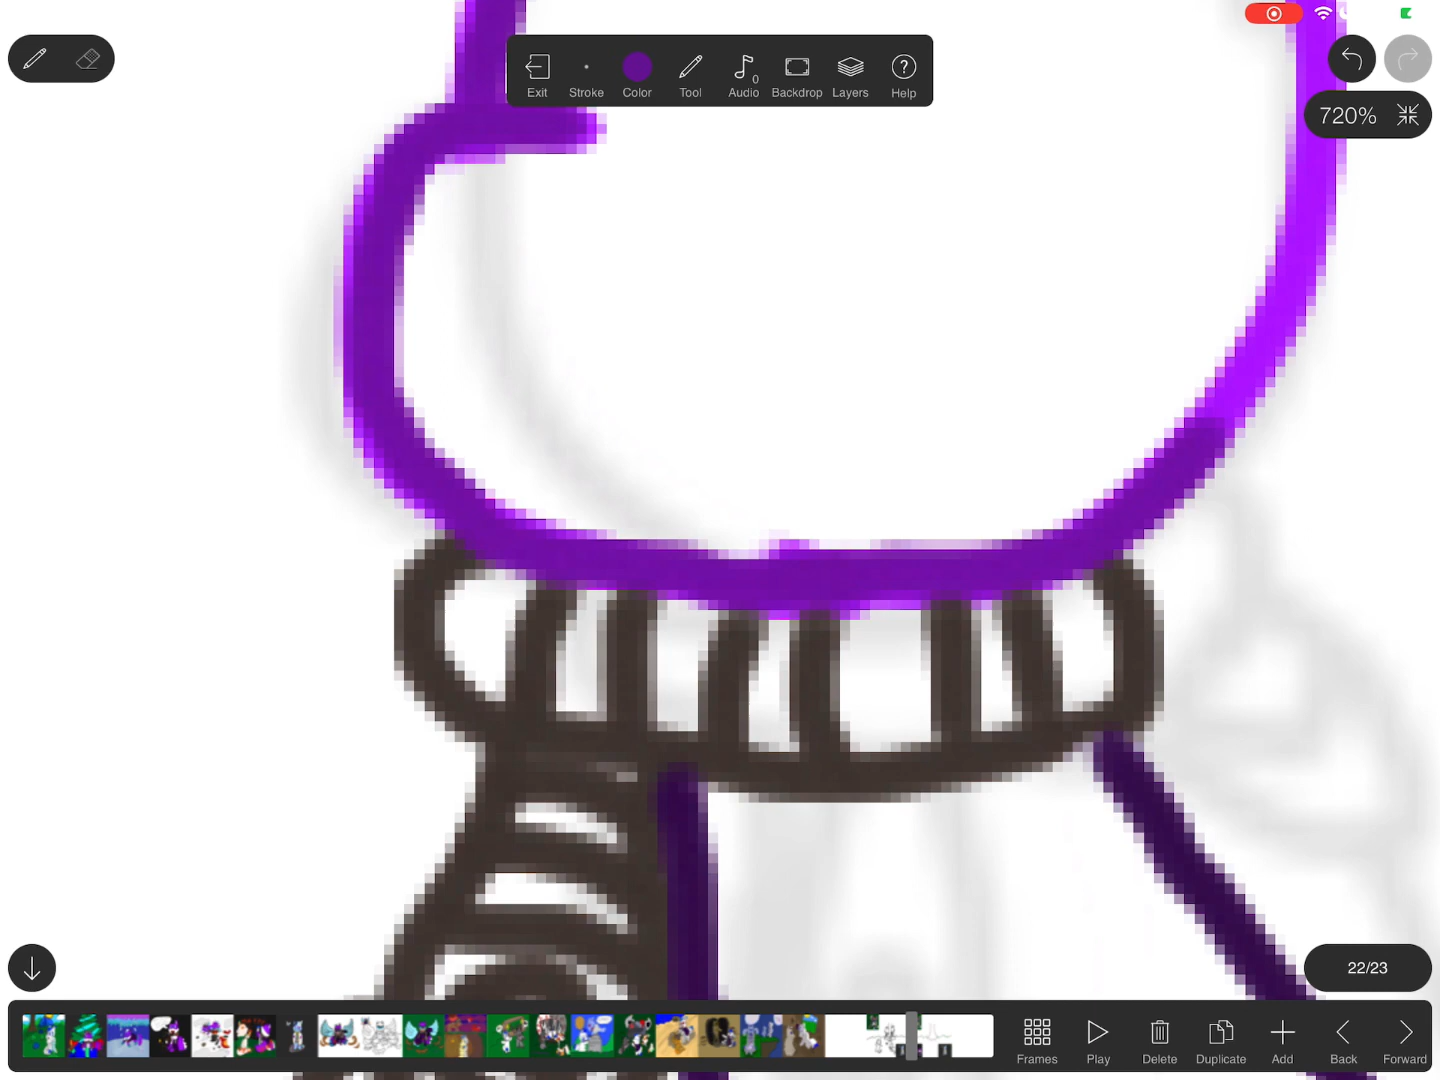 Exit Stroke Color Tool Audio 0 Backdrop Layers Help
720%
22/23
Frames Play Delete Duplicate Add Back Forward